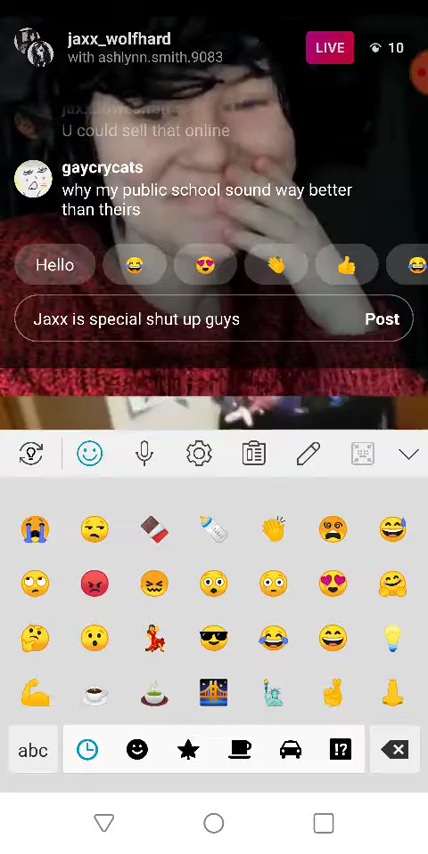 jaxx_wolfhard
with ashlynn.smith.9083
LIVE
10
U could sell that online
gaycrycats
why my public school sound way better
than theirs
Hello
Jaxx is special shut up guys
Post
abc
!?